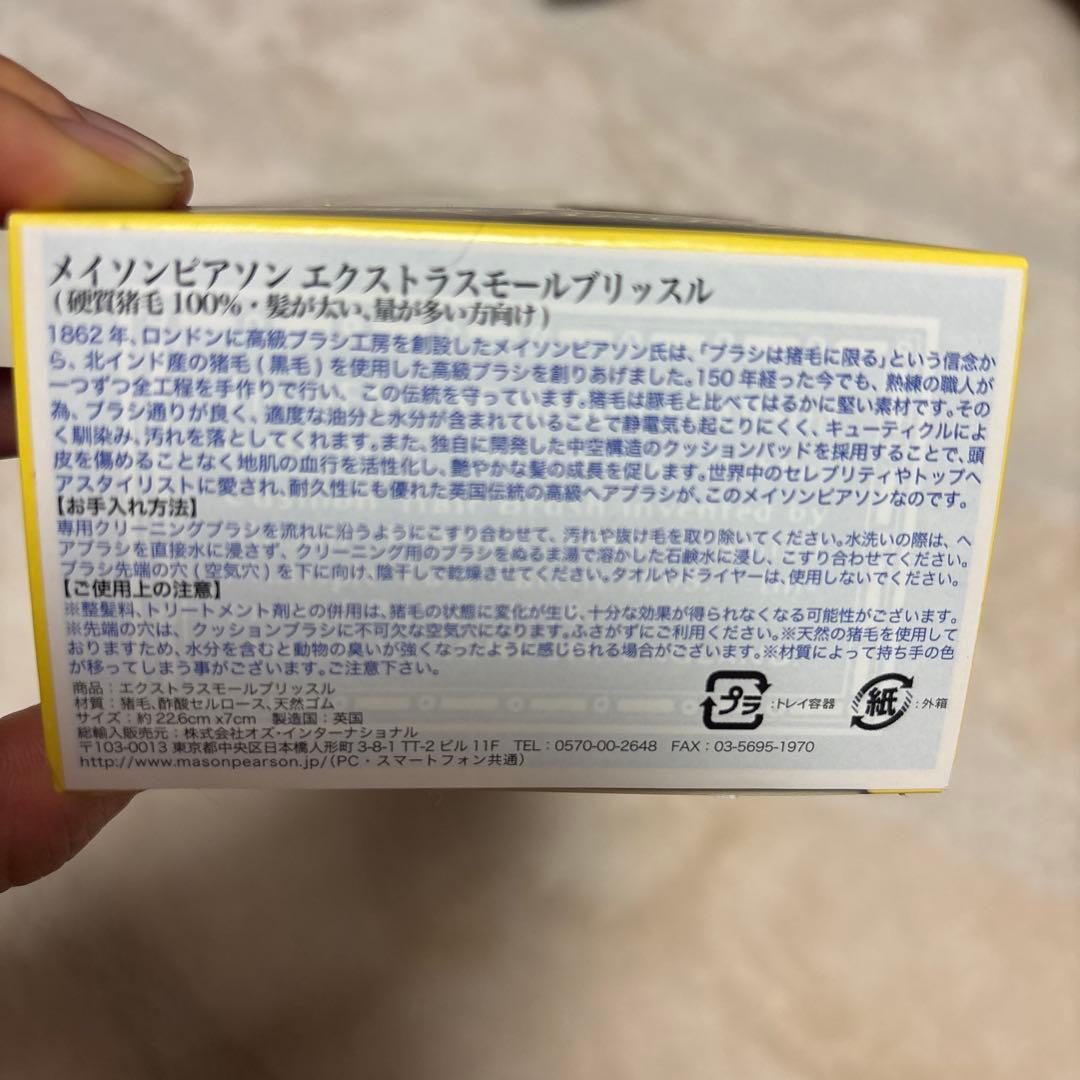 メイソンピアソン エクストラスモールブリッスル
(硬質猪毛100%・髪が太い、量が多い方向け)
1862年、ロンドンに高級ブラシ工房を創設したメイソンピアソン氏は、「ブラシは猪毛に限る」という信念か
ら、北インド産の猪毛(黒毛)を使用した高級ブラシを創りあげました。150年経った今でも、熟練の職人が
一つずつ全工程を手作りで行い、この伝統を守っています。猪毛は豚毛と比べてはるかに堅い素材です。その
為、ブラシ通りが良く、適度な油分と水分が含まれていることで静電気も起こりにくく、キューティクルによ
く馴染み、汚れを落としてくれます。また、独自に開発した中空構造のクッションパッドを採用することで、頭
皮を傷めることなく地肌の血行を活性化し、艶やかな髪の成長を促します。世界中のセレブリティやトップヘ
アスタイリストに愛され、耐久性にも優れた英国伝統の高級ヘアブラシが、このメイソンピアソンなのです。
【お手入れ方法】
専用クリーニングブラシを流れに沿うようにこすり合わせて、汚れや抜け毛を取り除いてください。水洗いの際は、ヘ
アブラシを直接水に浸さず、クリーニング用のブラシをぬるま湯で溶かした石鹸水に浸し、こすり合わせてください。
ブラシ先端の穴(空気穴)を下に向け、陰干しで乾燥させてください。タオルやドライヤーは、使用しないでください。
【ご使用上の注意】
※整髪料、トリートメント剤との併用は、猪毛の状態に変化が生じ、十分な効果が得られなくなる可能性がございます。
※先端の穴は、クッションブラシに不可欠な空気穴になります。ふさがずにご利用ください。※天然の猪毛を使用して
おりますため、水分を含むと動物の臭いが強くなったように感じられる場合がございます。※材質によって持ち手の色
が移ってしまう事がございます。ご注意下さい。
商品：エクストラスモールブリッスル
材質：猪毛、酢酸セルロース、天然ゴム
サイズ：約22.6cm x7cm 製造国：英国
総輸入販売元：株式会社オズ・インターナショナル
〒103-0013 東京都中央区日本橋人形町3-8-1 TT-2ビル11F TEL：0570-00-2648 FAX：03-5695-1970
http://www.masonpearson.jp/(PC・スマートフォン共通)
プラ :トレイ容器
紙 :外箱